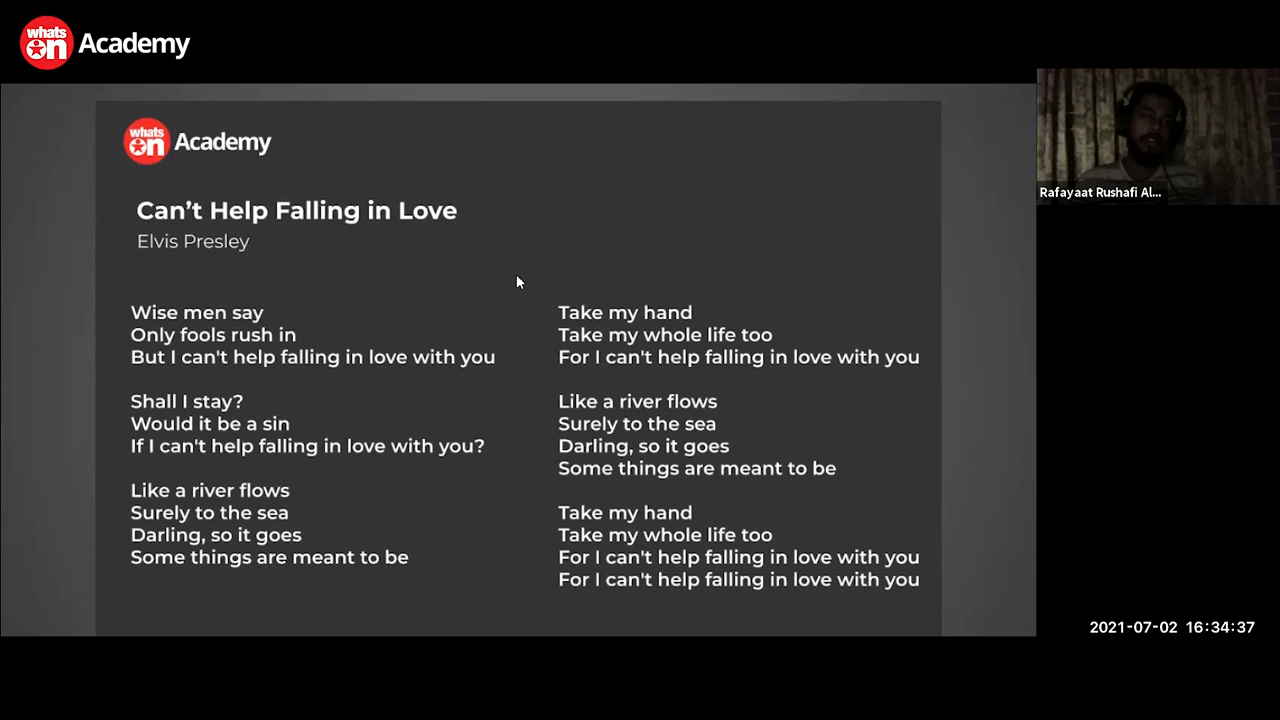 whats on Academy
whats on Academy
Can’t Help Falling in Love
Elvis Presley
Wise men say
Only fools rush in
But I can't help falling in love with you
Shall I stay?
Would it be a sin
If I can't help falling in love with you?
Like a river flows
Surely to the sea
Darling, so it goes
Some things are meant to be
Take my hand
Take my whole life too
For I can't help falling in love with you
Like a river flows
Surely to the sea
Darling, so it goes
Some things are meant to be
Take my hand
Take my whole life too
For I can't help falling in love with you
For I can't help falling in love with you
Rafayaat Rushafi Al...
2021-07-02 16:34:37